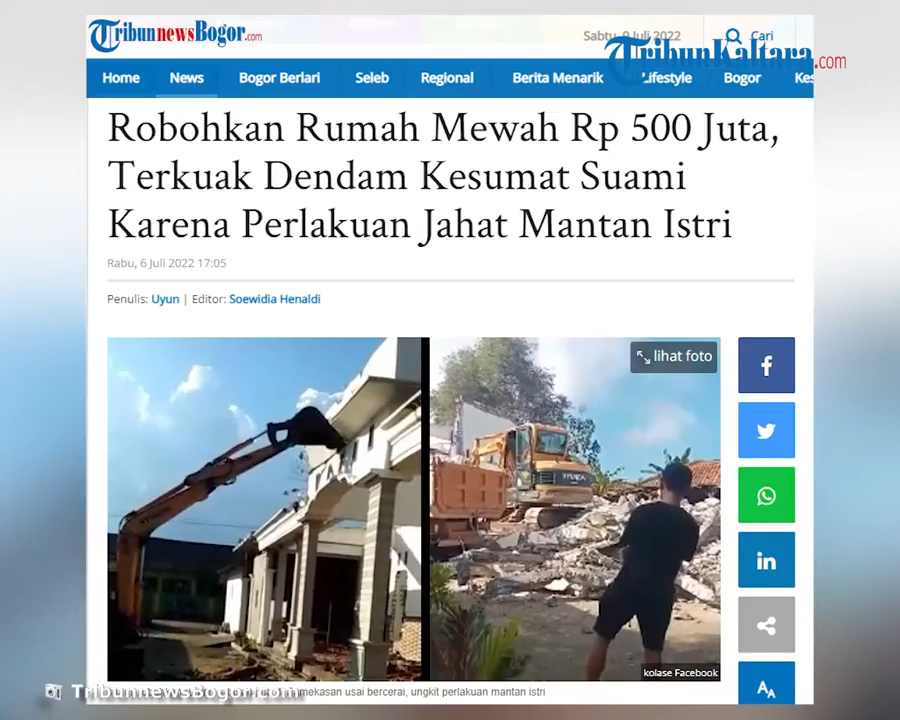 TribunnewsBogor.com
Sabtu, 9 Juli 2022
Cari
TribunKaltara.com
Home News Bogor Berlari Seleb Regional Berita Menarik Lifestyle Bogor
Robohkan Rumah Mewah Rp 500 Juta,
Terkuak Dendam Kesumat Suami
Karena Perlakuan Jahat Mantan Istri
Rabu, 6 Juli 2022 17:05
Penulis: Uyun | Editor: Soewidia Henaldi
lihat foto
kolase Facebook
TribunnewsBogor.com
usai bercerai, ungkit perlakuan mantan istri
AA